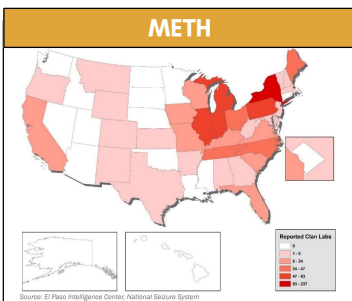 METH
Reported Clan Labs
0
1 - 5
6 - 24
24 - 47
47 - 93
93 - 237
Source: El Paso Intelligence Center, National Seizure System